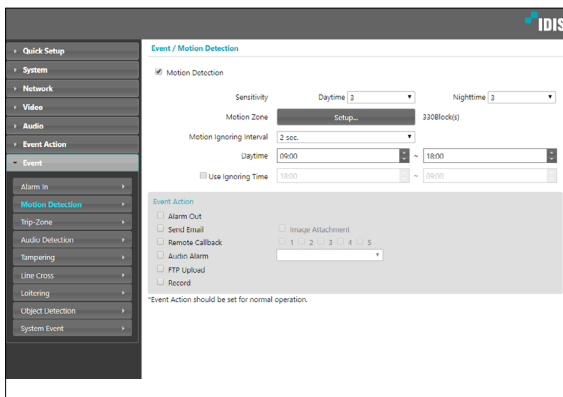 IDIS
Quick Setup
System
Network
Video
Audio
Event Action
Event
Alarm In
Motion Detection
Trip-Zone
Audio Detection
Tampering
Line Cross
Loitering
Object Detection
System Event
Event / Motion Detection
Motion Detection
Sensitivity Daytime 3 Nighttime 3
Motion Zone Setup... 330Block(s)
Motion Ignoring Interval 2 sec.
Daytime 09:00 ~ 18:00
Use Ignoring Time 18:00 ~ 09:00
Event Action
Alarm Out
Send Email Image Attachment
Remote Callback 1 2 3 4 5
Audio Alarm
FTP Upload
Record
*Event Action should be set for normal operation.